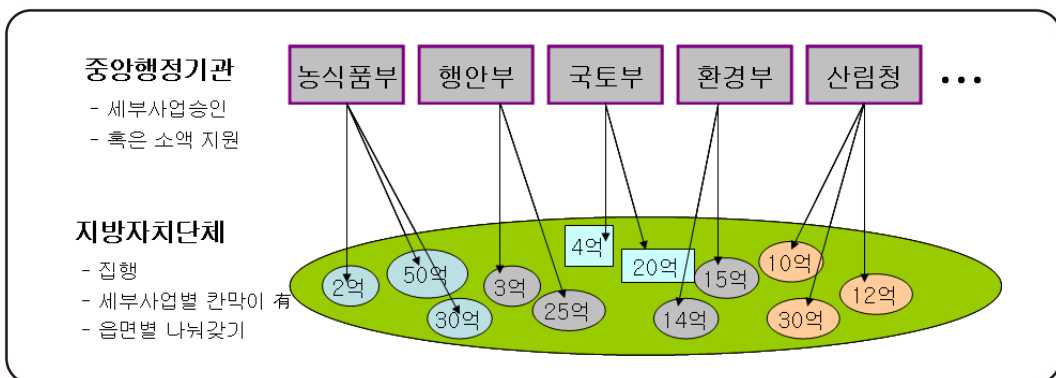 중앙행정기관
- 세부사업승인
- 혹은 소액 지원
농식품부 행안부 국토부 환경부 산림청 ...
지방자치단체
- 집행
- 세부사업별 칸막이 有
- 읍면별 나눠갖기
2억 50억 30억 3억 25억 4억 20억 14억 15억 10억 30억 12억